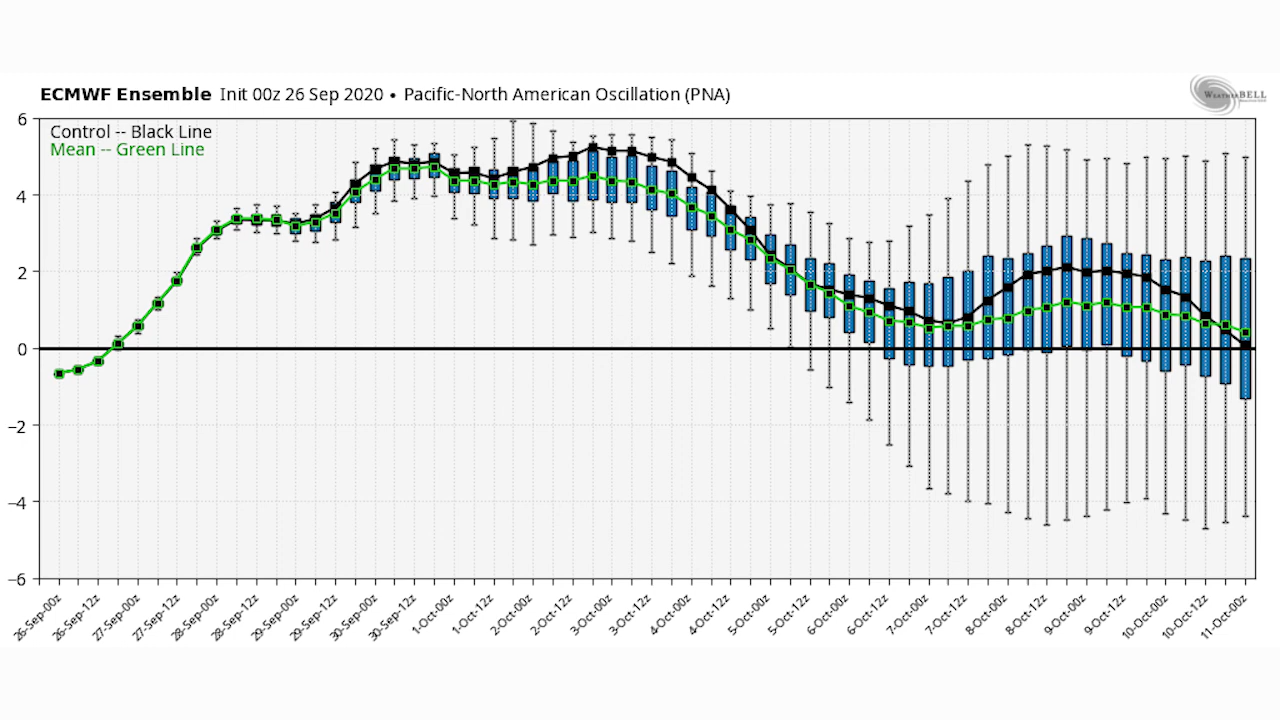 ECMWF Ensemble Init 00z 26 Sep 2020 • Pacific-North American Oscillation (PNA)
WeatherBELL
Control -- Black Line
Mean -- Green Line
6
4
2
0
−2
−4
−6
26-Sep-00z
26-Sep-12z
27-Sep-00z
27-Sep-12z
28-Sep-00z
28-Sep-12z
29-Sep-00z
29-Sep-12z
30-Sep-00z
30-Sep-12z
1-Oct-00z
1-Oct-12z
2-Oct-00z
2-Oct-12z
3-Oct-00z
3-Oct-12z
4-Oct-00z
4-Oct-12z
5-Oct-00z
5-Oct-12z
6-Oct-00z
6-Oct-12z
7-Oct-00z
7-Oct-12z
8-Oct-00z
8-Oct-12z
9-Oct-00z
9-Oct-12z
10-Oct-00z
10-Oct-12z
11-Oct-00z